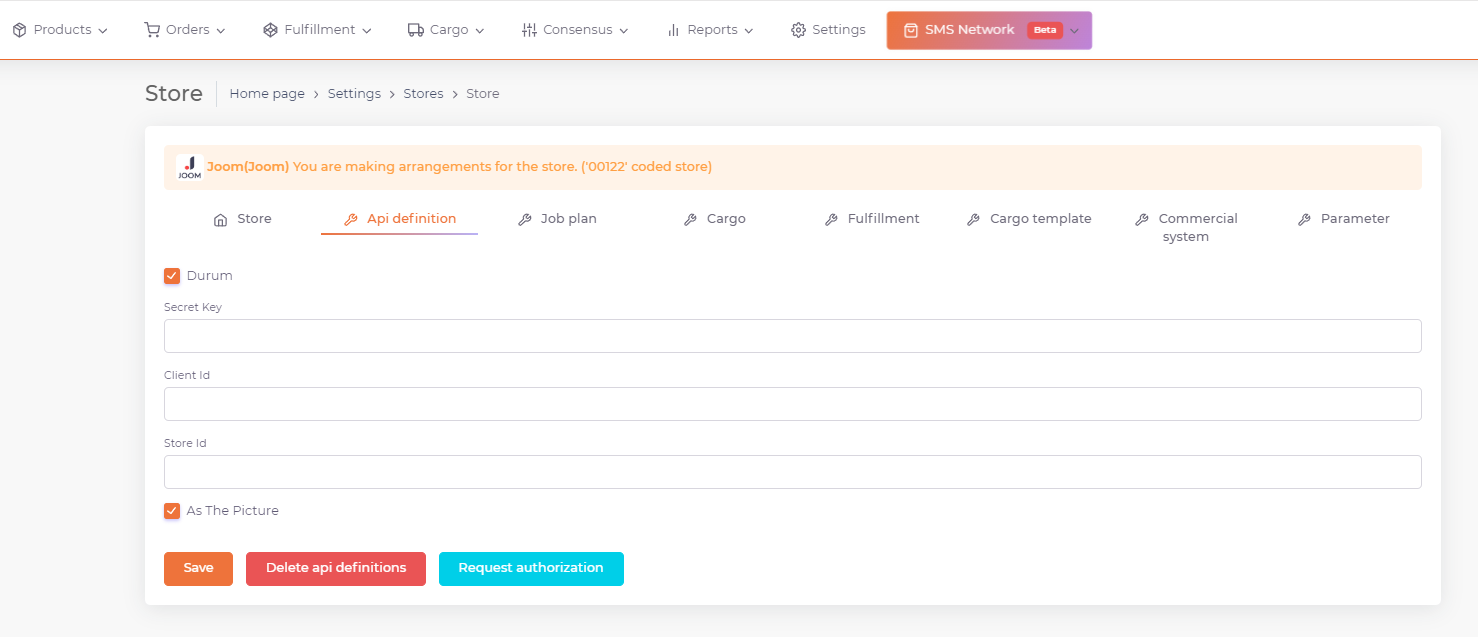 Products Orders Fulfillment Cargo Consensus Reports Settings SMS Network Beta
Store Home page > Settings > Stores > Store
JOOM Joom(Joom) You are making arrangements for the store. ('00122' coded store)
Store Api definition Job plan Cargo Fulfillment Cargo template Commercial system Parameter
Durum
Secret Key
Client Id
Store Id
As The Picture
Save Delete api definitions Request authorization